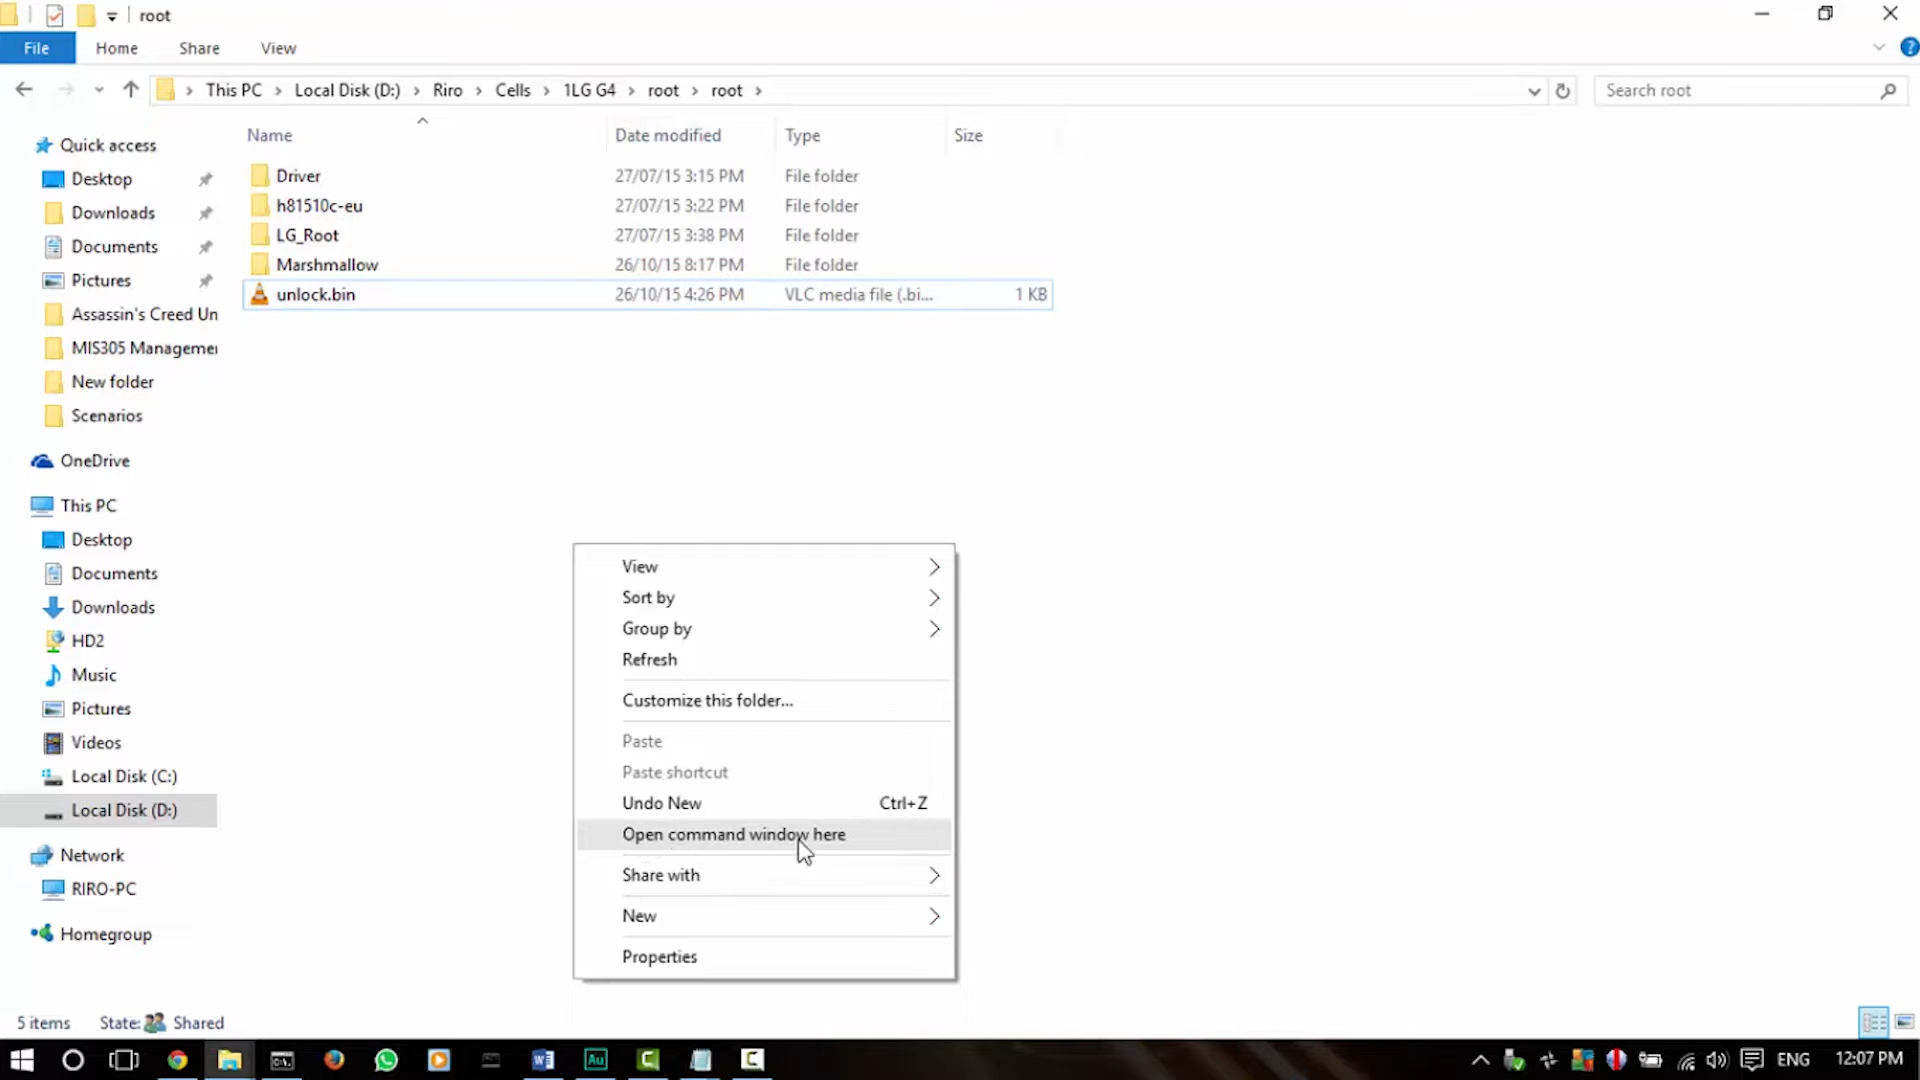 root
File Home Share View
This PC Local Disk (D:) Riro Cells 1LG G4 root root
Search root
Name Date modified Type Size
Driver 27/07/15 3:15 PM File folder
h81510c-eu 27/07/15 3:22 PM File folder
LG_Root 27/07/15 3:38 PM File folder
Marshmallow 26/10/15 8:17 PM File folder
unlock.bin 26/10/15 4:26 PM VLC media file (.bi... 1 KB
Quick access
Desktop
Downloads
Documents
Pictures
Assassin's Creed Un
MIS305 Managemer
New folder
Scenarios
OneDrive
This PC
Desktop
Documents
Downloads
HD2
Music
Pictures
Videos
Local Disk (C:)
Local Disk (D:)
Network
RIRO-PC
Homegroup
View
Sort by
Group by
Refresh
Customize this folder...
Paste
Paste shortcut
Undo New Ctrl+Z
Open command window here
Share with
New
Properties
5 items State: Shared
ENG 12:07 PM